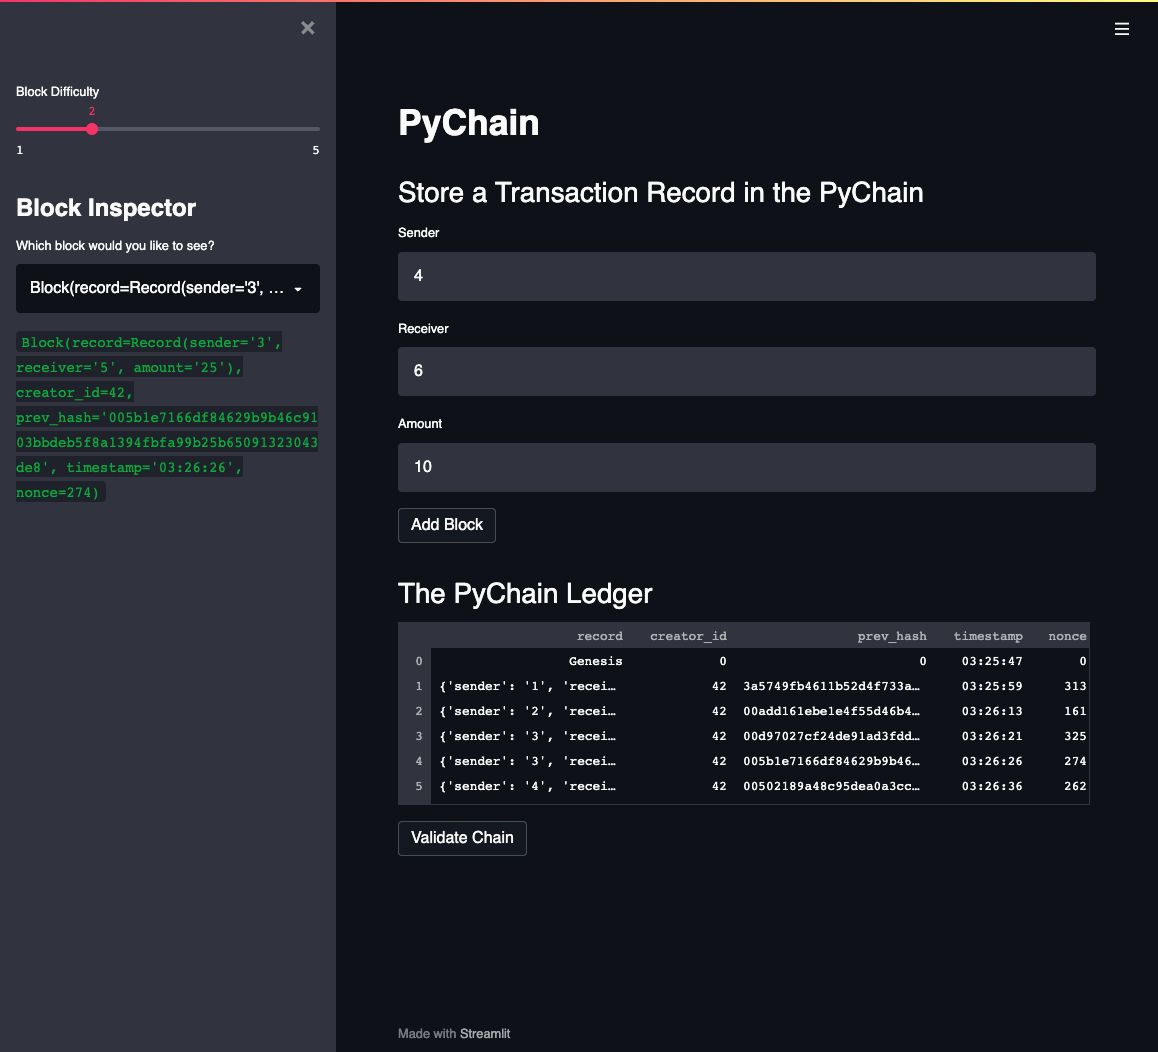 Block Difficulty
2
1 5
Block Inspector
Which block would you like to see?
Block(record=Record(sender='3', ...
Block(record=Record(sender='3',
receiver='5', amount='25'),
creator_id=42,
prev_hash='005b1e7166df84629b9b46c91
03bbdeb5f8a1394fbfa99b25b65091323043
de8', timestamp='03:26:26',
nonce=274)
PyChain
Store a Transaction Record in the PyChain
Sender
4
Receiver
6
Amount
10
Add Block
The PyChain Ledger
record creator_id prev_hash timestamp nonce
0 Genesis 0 0 03:25:47 0
1 {'sender': '1', 'recei… 42 3a5749fb4611b52d4f733a… 03:25:59 313
2 {'sender': '2', 'recei… 42 00add161ebe1e4f55d46b4… 03:26:13 161
3 {'sender': '3', 'recei… 42 00d97027cf24de91ad3fdd… 03:26:21 325
4 {'sender': '3', 'recei… 42 005b1e7166df84629b9b46… 03:26:26 274
5 {'sender': '4', 'recei… 42 00502189a48c95dea0a3cc… 03:26:36 262
Validate Chain
Made with Streamlit